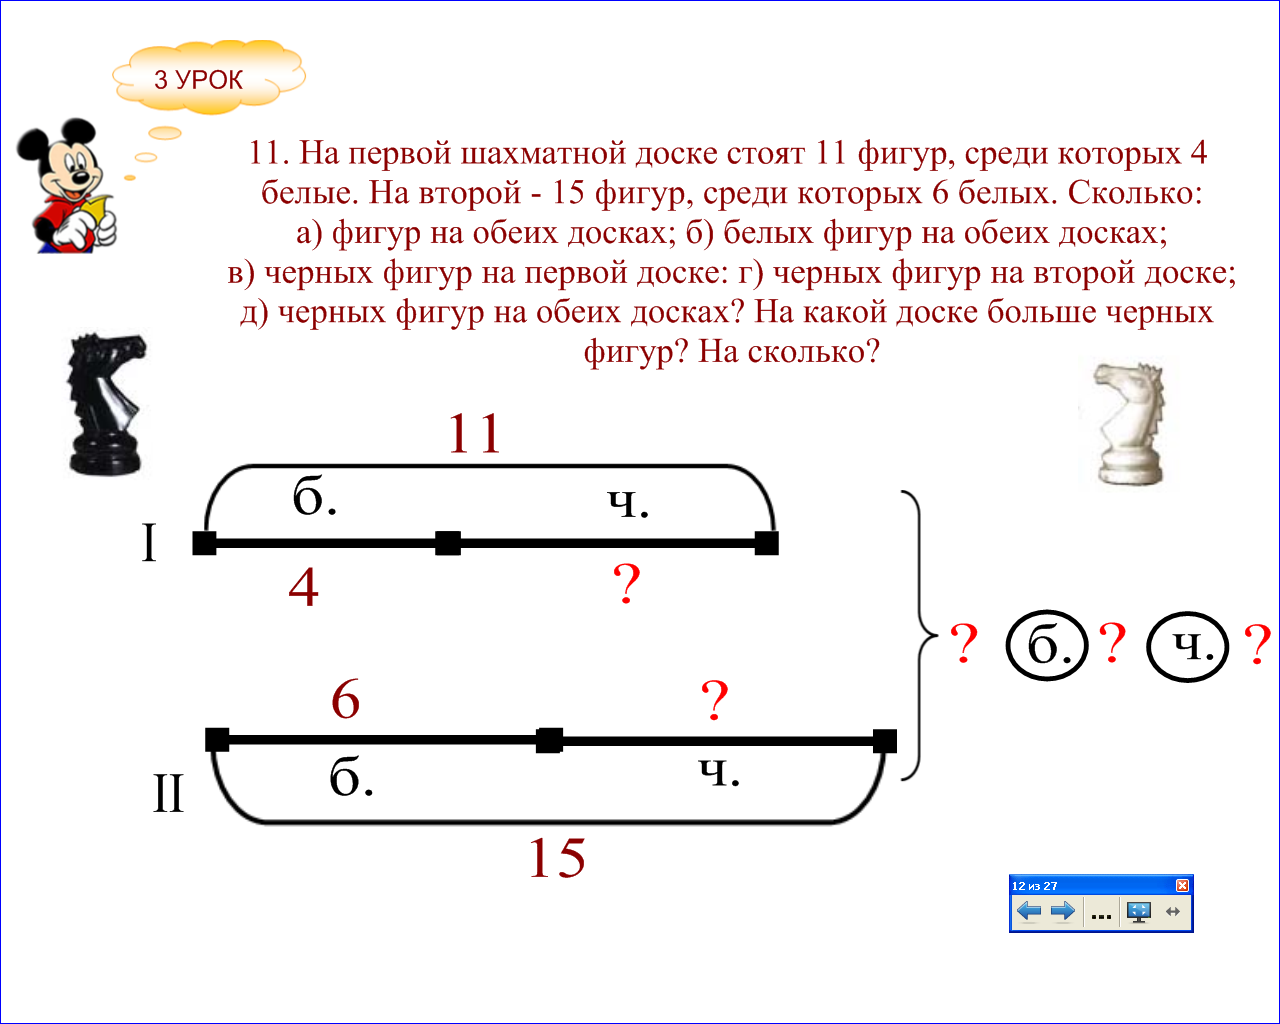 3 УРОК
11. На первой шахматной доске стоят 11 фигур, среди которых 4
белые. На второй - 15 фигур, среди которых 6 белых. Сколько:
а) фигур на обеих досках; б) белых фигур на обеих досках;
в) черных фигур на первой доске: г) черных фигур на второй доске;
д) черных фигур на обеих досках? На какой доске больше черных
фигур? На сколько?
11
б. ч.
I
4 ?
? б. ? ч. ?
6 ?
б. ч.
II
15
12 из 27
...